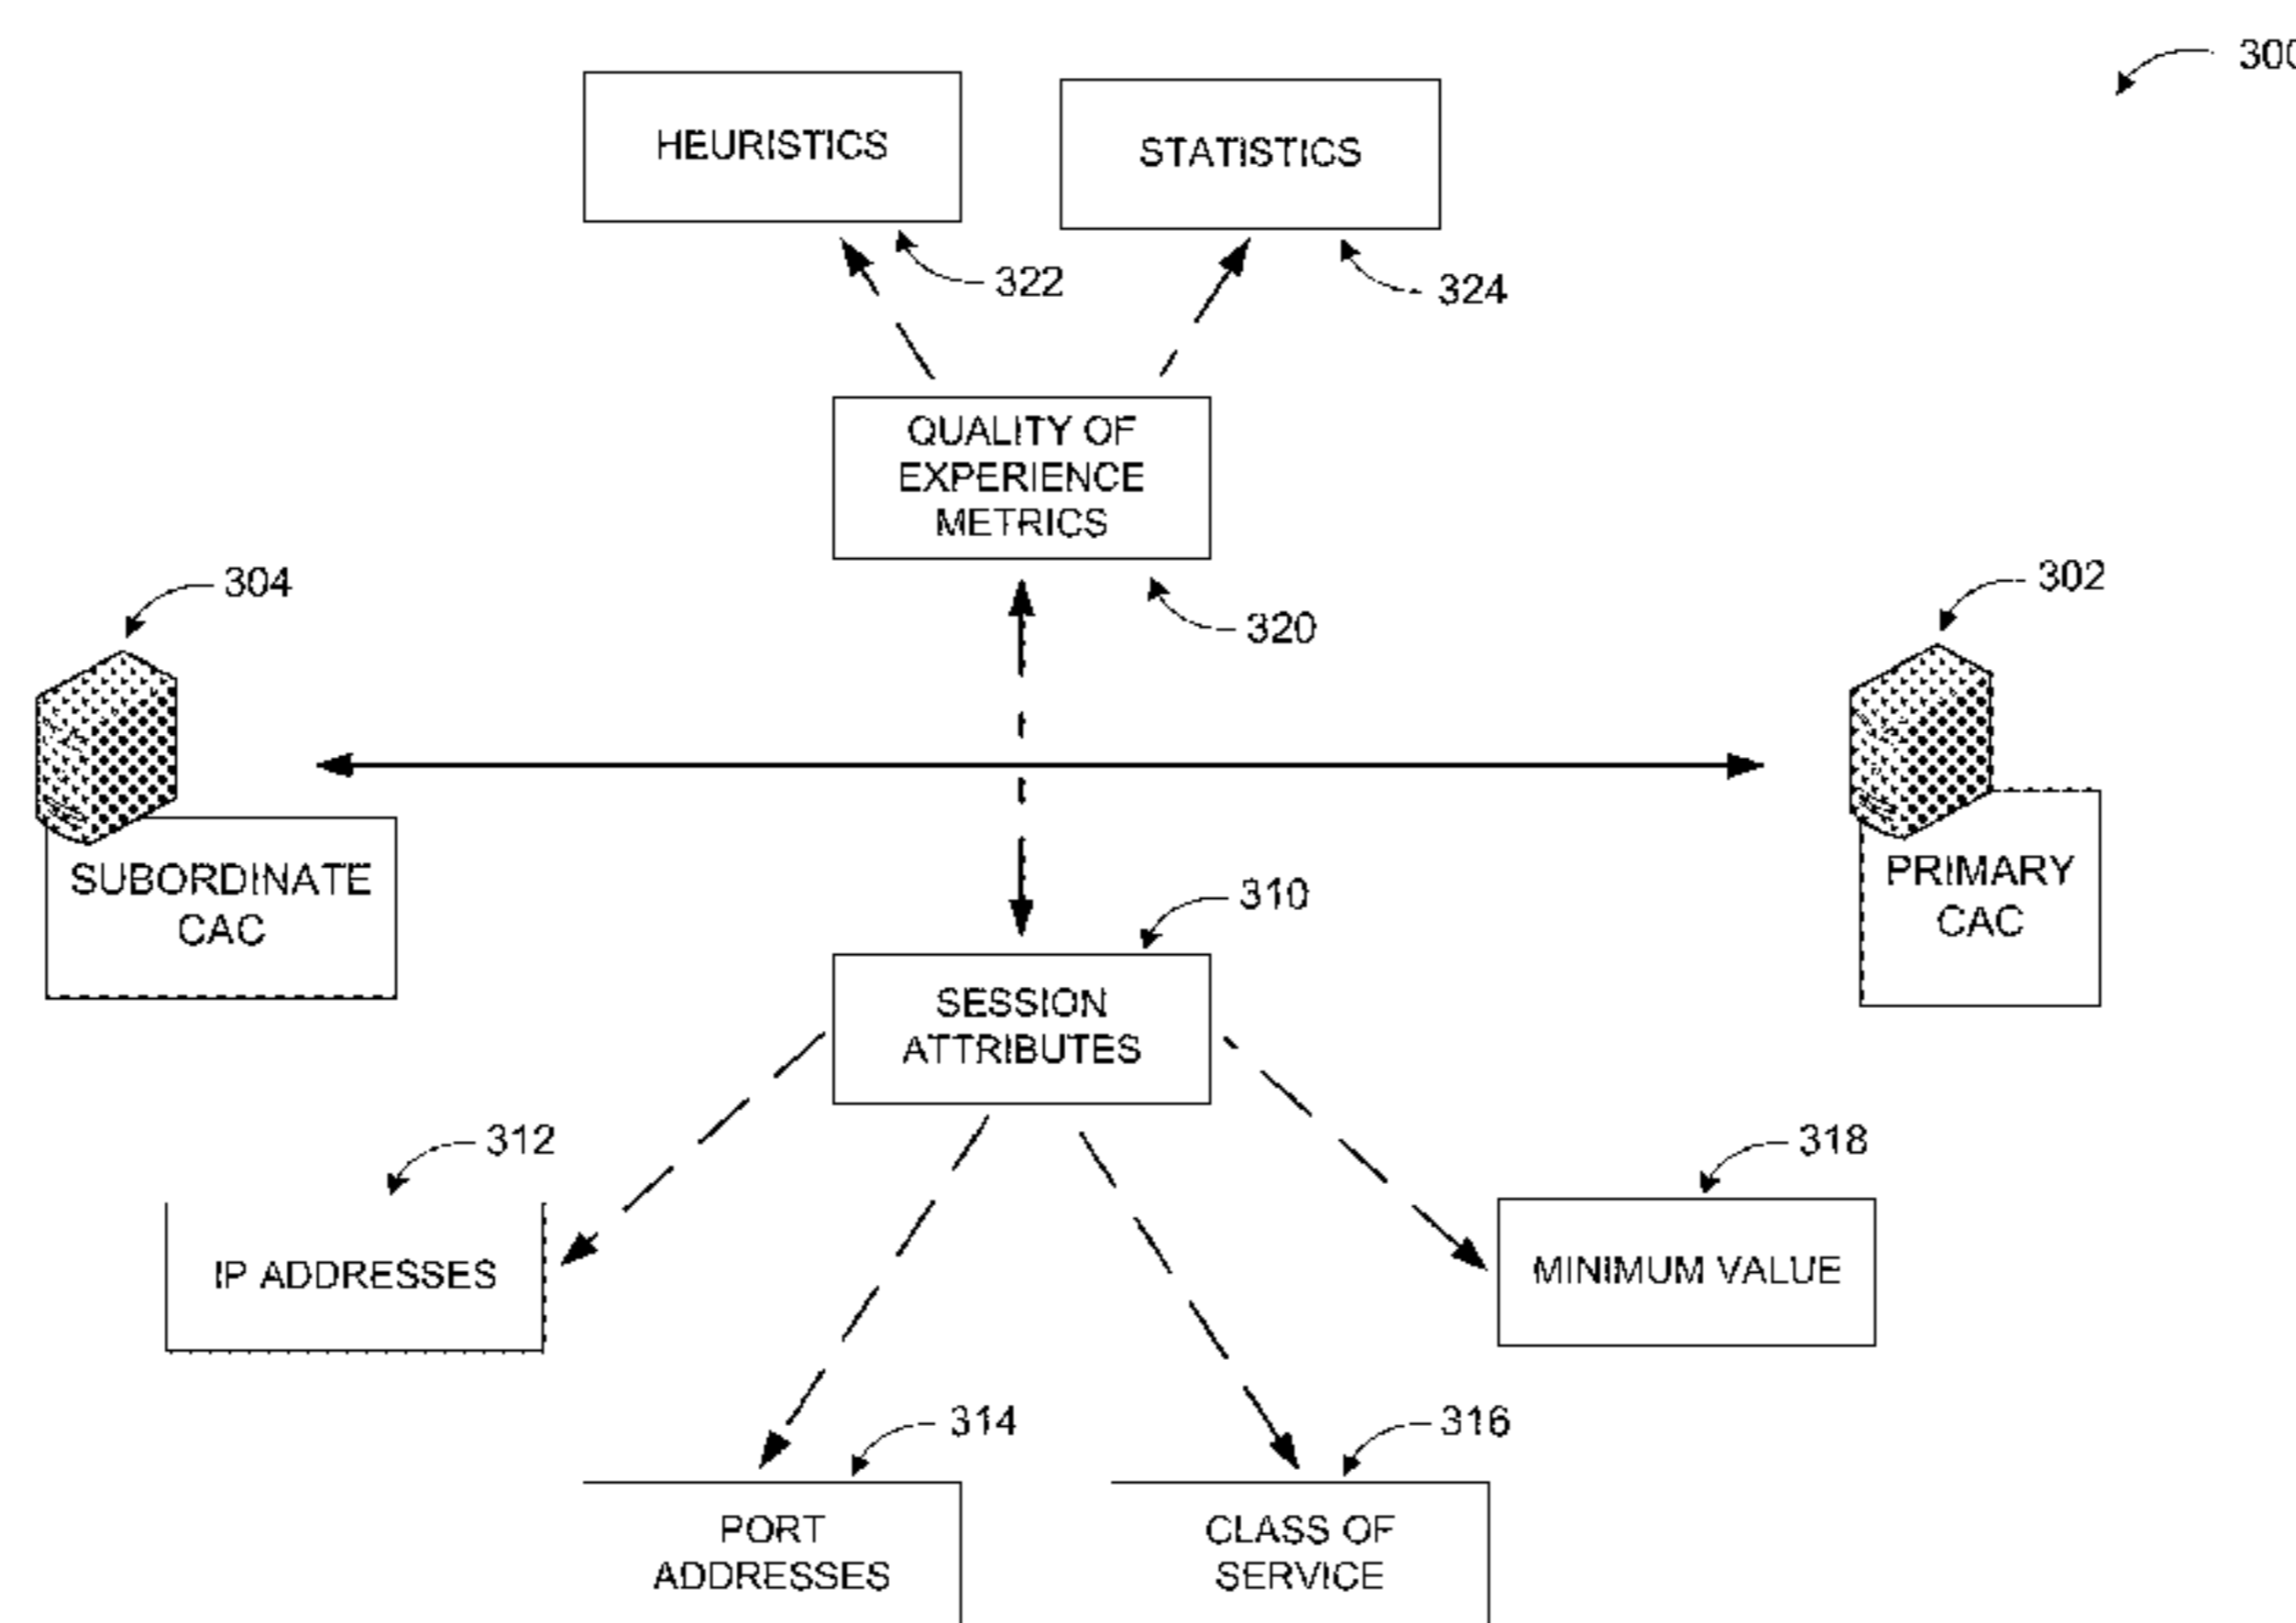 300
HEURISTICS
STATISTICS
322
324
QUALITY OF
EXPERIENCE
METRICS
304
302
320
SUBORDINATE
CAC
310
PRIMARY
CAC
SESSION
ATTRIBUTES
312
318
IP ADDRESSES
MINIMUM VALUE
314
316
PORT
ADDRESSES
CLASS OF
SERVICE